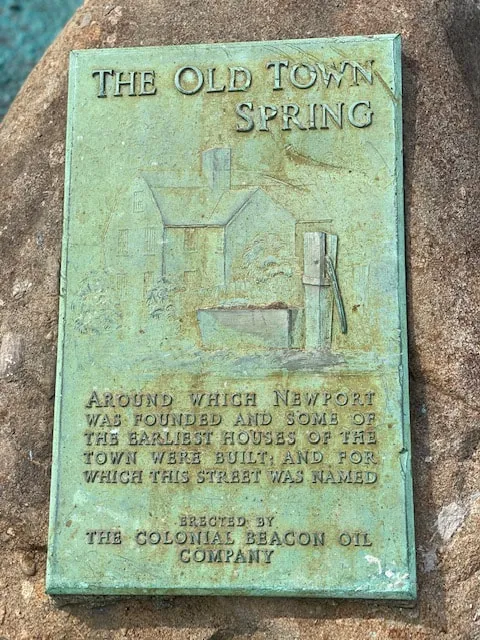 THE OLD TOWN
SPRING
AROUND WHICH NEWPORT
WAS FOUNDED AND SOME OF
THE EARLIEST HOUSES OF THE
TOWN WERE BUILT; AND FOR
WHICH THIS STREET WAS NAMED
ERECTED BY
THE COLONIAL BEACON OIL
COMPANY